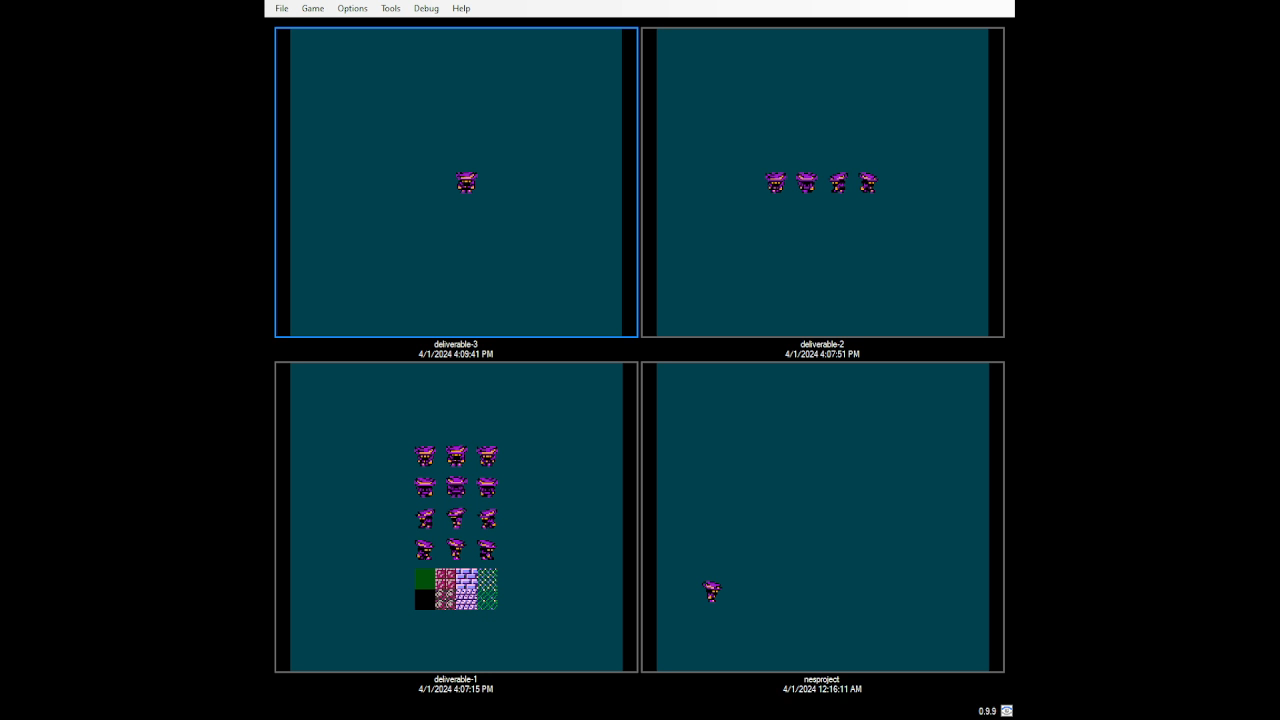 File Game Options Tools Debug Help
deliverable-3
4/1/2024 4:09:41 PM
deliverable-2
4/1/2024 4:07:51 PM
deliverable-1
4/1/2024 4:07:15 PM
nesproject
4/1/2024 12:16:11 AM
0.9.9